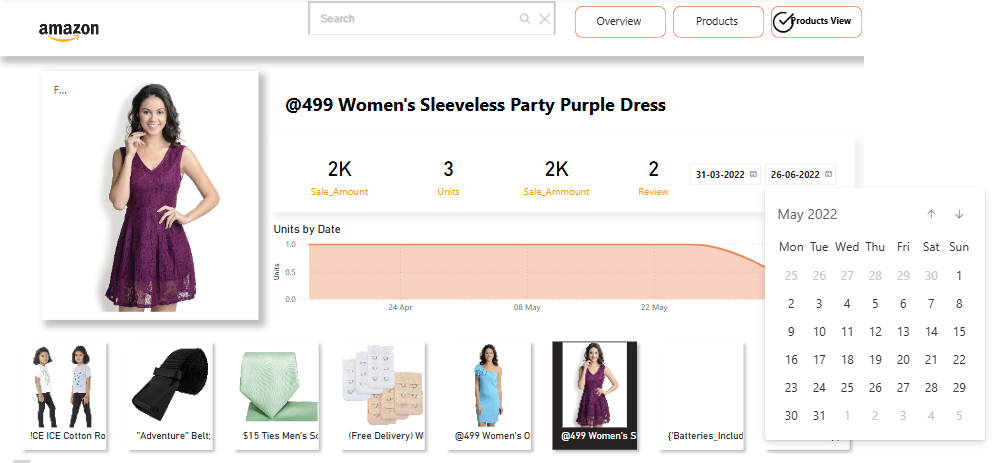 amazon
Search
Overview
Products
Products View
F...
@499 Women's Sleeveless Party Purple Dress
2K
Sale_Amount
3
Units
2K
Sale_Ammount
2
Review
31-03-2022
26-06-2022
May 2022
Mon Tue Wed Thu Fri Sat Sun
25 26 27 28 29 30 1
2 3 4 5 6 7 8
9 10 11 12 13 14 15
16 17 18 19 20 21 22
23 24 25 26 27 28 29
30 31 1 2 3 4 5
Units by Date
Units
1.0
0.5
0.0
24 Apr
08 May
22 May
!CE ICE Cotton Ro
"Adventure" Belt;
$15 Ties Men's So
(Free Delivery) W
@499 Women's O
@499 Women's S
{'Batteries_Includ